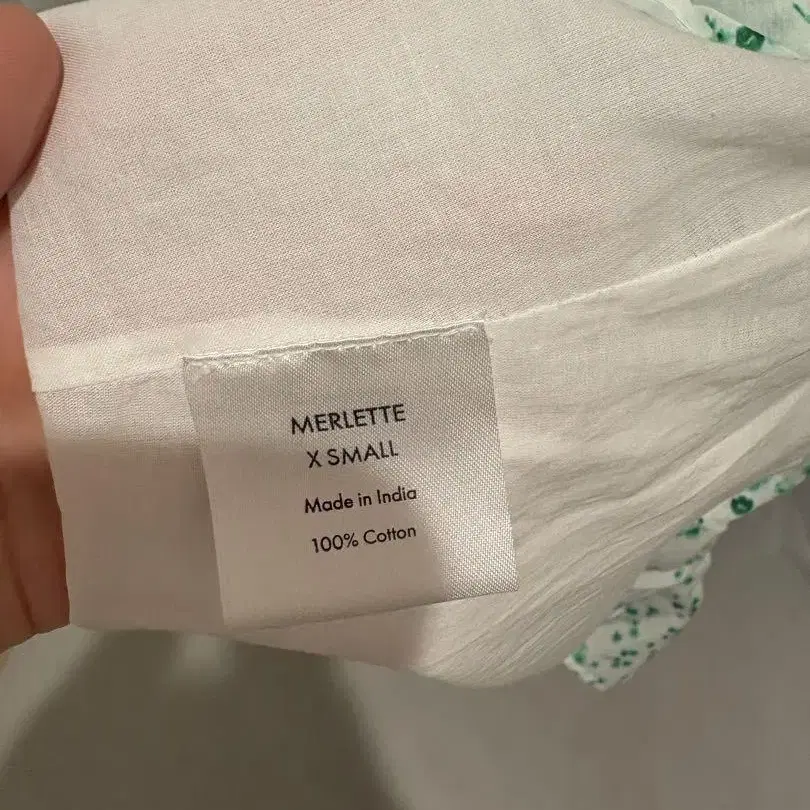 MERLETTE
X SMALL
Made in India
100% Cotton